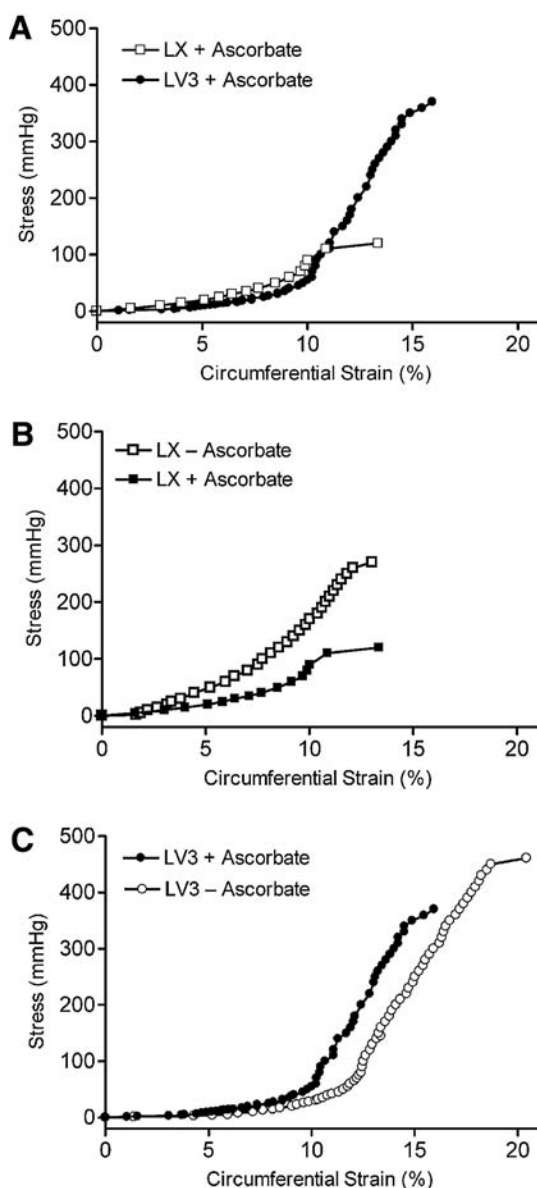 A
500
LX + Ascorbate
LV3 + Ascorbate
400
300
200
100
0
Stress (mmHg)
0 5 10 15 20
Circumferential Strain (%)
B
500
LX – Ascorbate
LX + Ascorbate
400
300
200
100
0
Stress (mmHg)
0 5 10 15 20
Circumferential Strain (%)
C
500
LV3 + Ascorbate
LV3 – Ascorbate
400
300
200
100
0
Stress (mmHg)
0 5 10 15 20
Circumferential Strain (%)